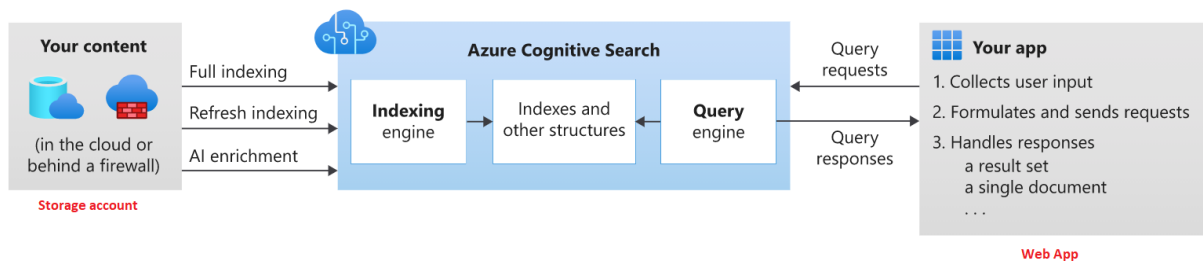 Your content
(in the cloud or
behind a firewall)
Storage account
Full indexing
Refresh indexing
AI enrichment
Azure Cognitive Search
Indexing
engine
Indexes and
other structures
Query
engine
Query
requests
Query
responses
Your app
1. Collects user input
2. Formulates and sends requests
3. Handles responses
a result set
a single document
. . .
Web App